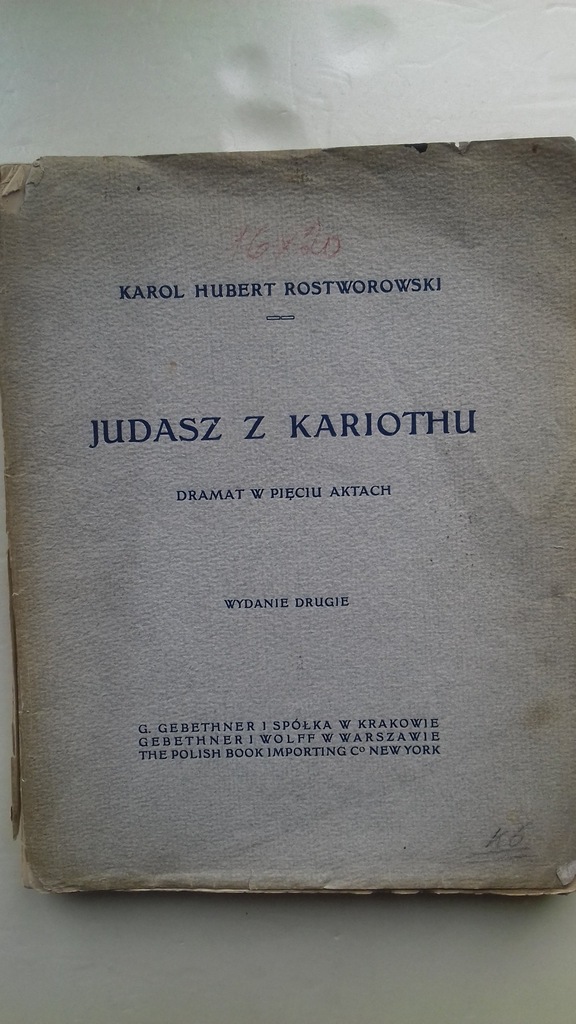 KAROL HUBERT ROSTWOROWSKI
JUDASZ Z KARIOTHU
DRAMAT W PIĘCIU AKTACH
WYDANIE DRUGIE
G. GEBETHNER I SPÓŁKA W KRAKOWIE
GEBETHNER I WOLFF W WARSZAWIE
THE POLISH BOOK IMPORTING Cº NEW YORK